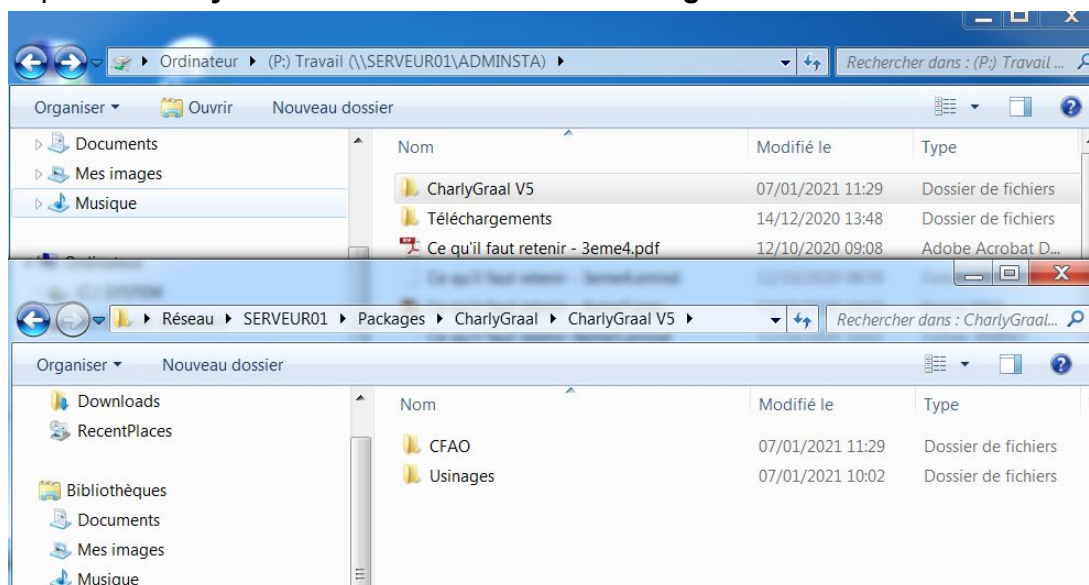 Ordinateur ▸ (P:) Travail (\\SERVEUR01\ADMINSTA) ▸ Rechercher dans : (P:) Travail ...
Organiser Ouvrir Nouveau dossier
Documents
Mes images
Musique
Nom Modifié le Type
CharlyGraal V5 07/01/2021 11:29 Dossier de fichiers
Téléchargements 14/12/2020 13:48 Dossier de fichiers
Ce qu'il faut retenir - 3eme4.pdf 12/10/2020 09:08 Adobe Acrobat D...
Réseau ▸ SERVEUR01 ▸ Packages ▸ CharlyGraal ▸ CharlyGraal V5 ▸ Rechercher dans : CharlyGraal...
Organiser Nouveau dossier
Downloads
RecentPlaces
Bibliothèques
Documents
Mes images
Musique
Nom Modifié le Type
CFAO 07/01/2021 11:29 Dossier de fichiers
Usinages 07/01/2021 10:02 Dossier de fichiers